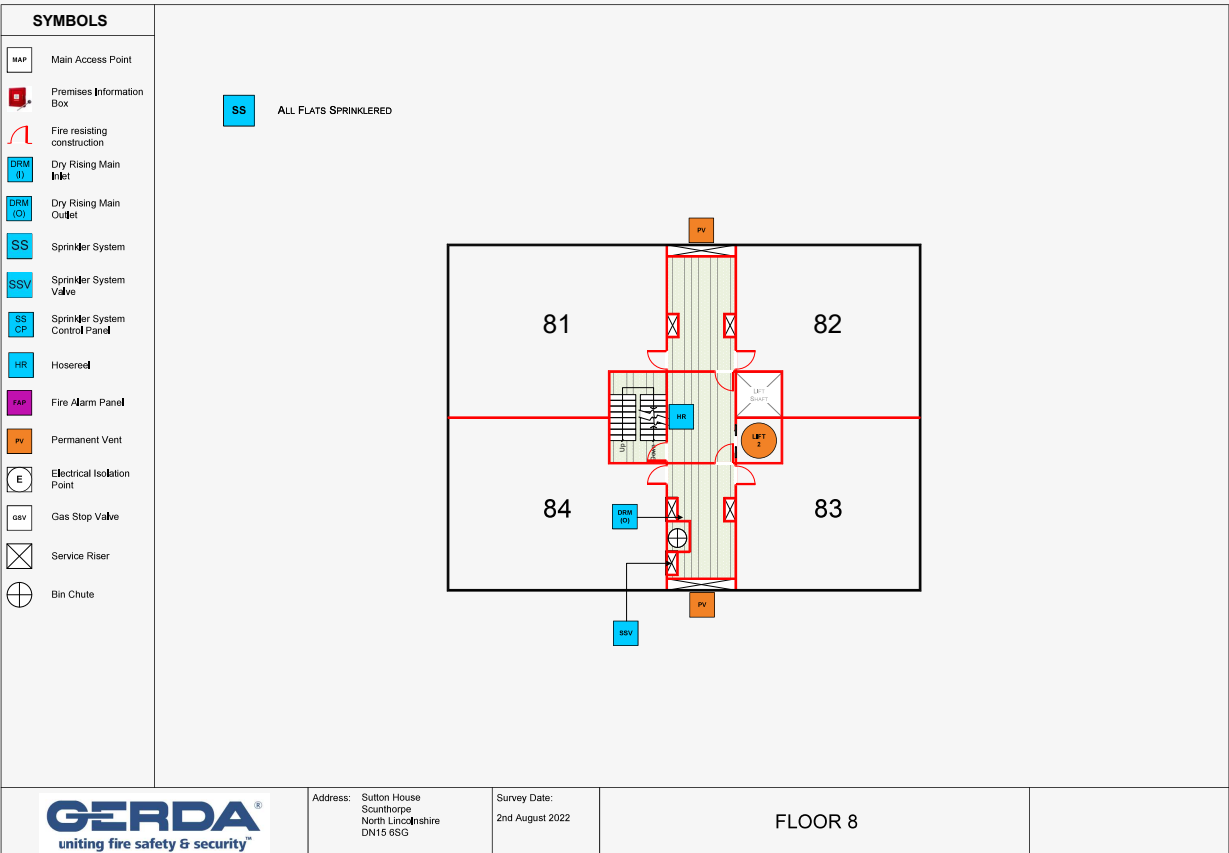 SYMBOLS
MAP
Main Access Point
Premises Information
Box
Fire resisting
construction
DRM
(I)
Dry Rising Main
Inlet
DRM
(O)
Dry Rising Main
Outlet
SS
Sprinkler System
SSV
Sprinkler System
Valve
SS
CP
Sprinkler System
Control Panel
HR
Hosereel
FAP
Fire Alarm Panel
PV
Permanent Vent
E
Electrical Isolation
Point
GSV
Gas Stop Valve
Service Riser
Bin Chute
SS
ALL FLATS SPRINKLERED
PV
81
82
LIFT
SHAFT
HR
Up
Down
LIFT
2
84
83
DRM
(O)
SSV
PV
GERDA®
uniting fire safety & security™
Address: Sutton House
Scunthorpe
North Lincolnshire
DN15 6SG
Survey Date:
2nd August 2022
FLOOR 8